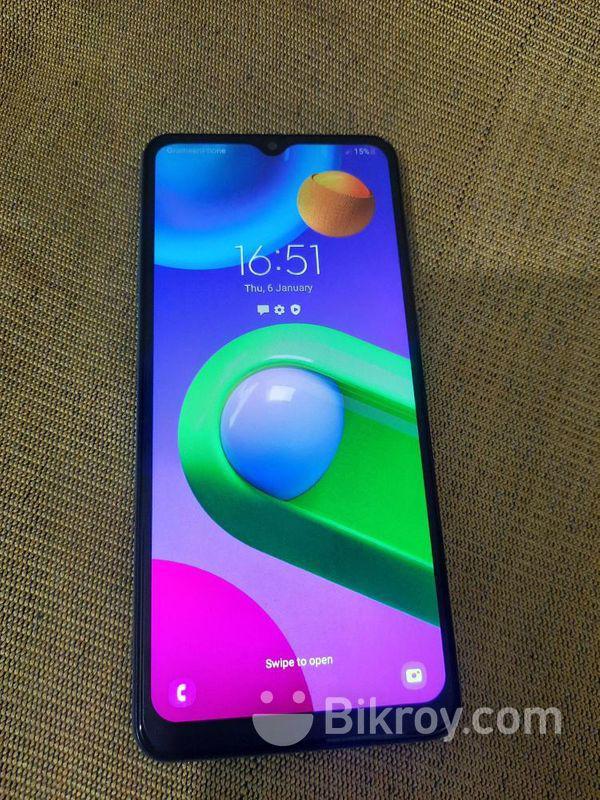 GrameenPhone 15%
16:51
Thu, 6 January
Swipe to open
Bikroy.com